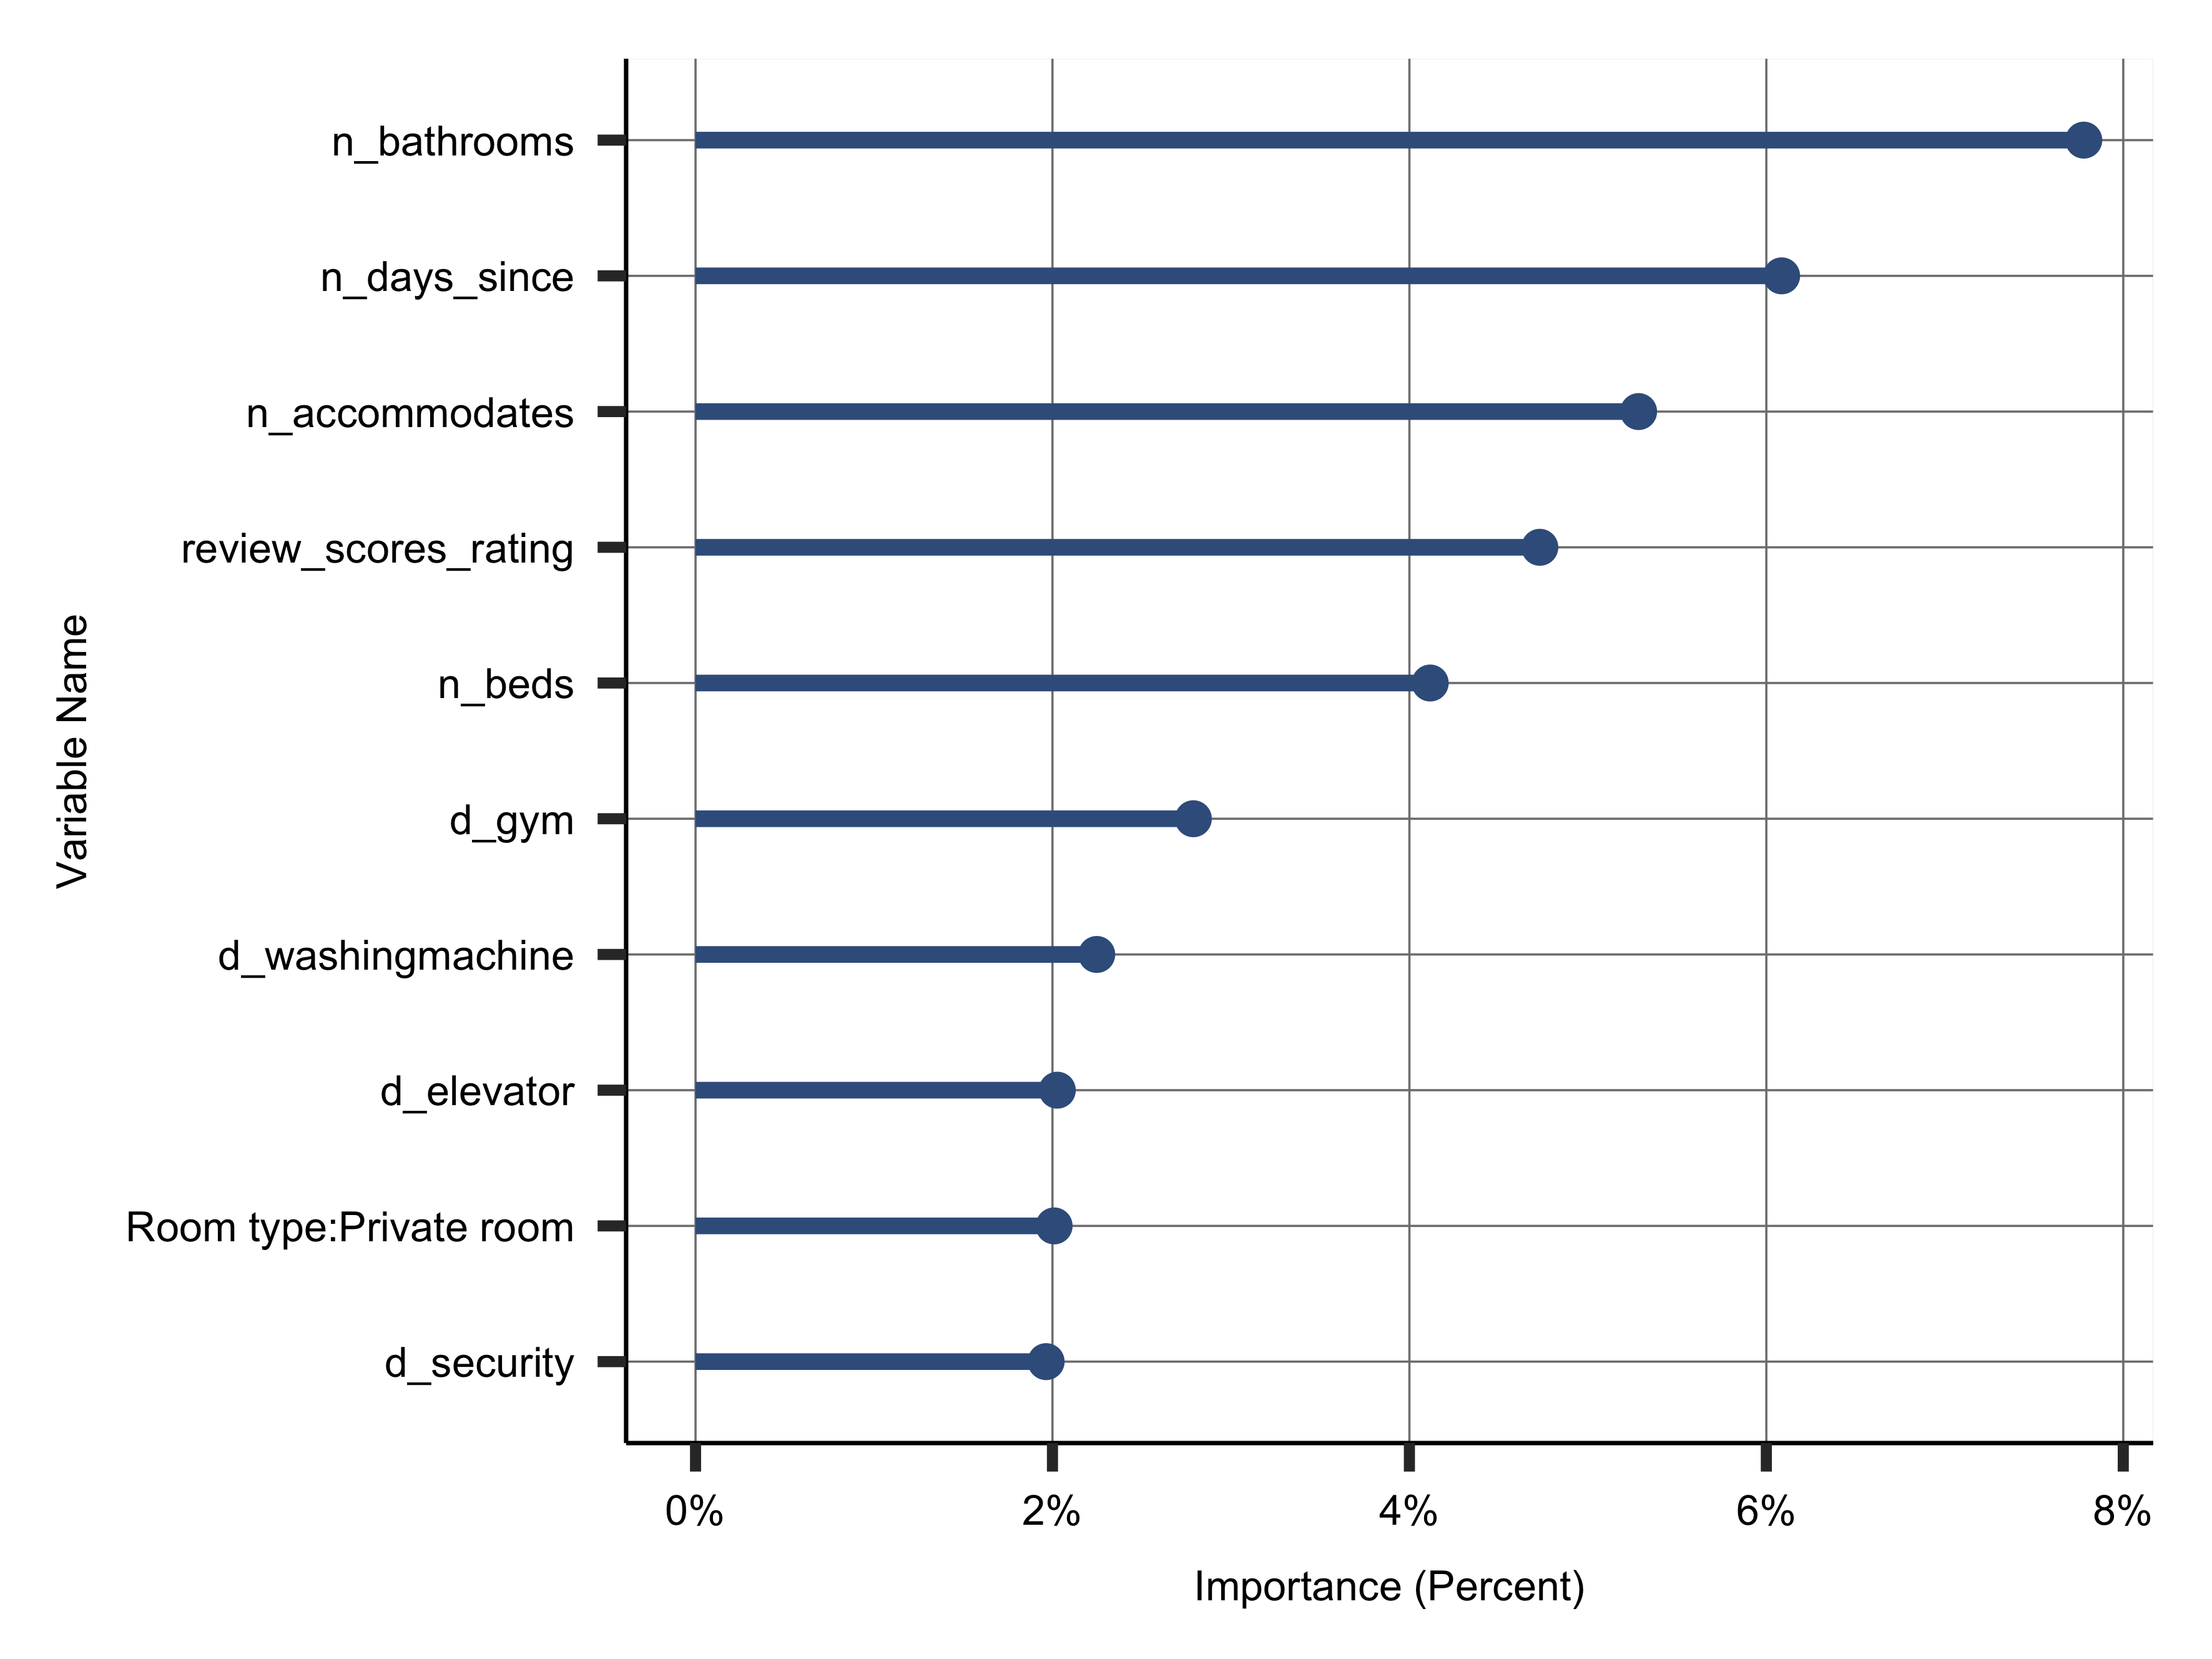 n_bathrooms
n_days_since
n_accommodates
review_scores_rating
n_beds
d_gym
d_washingmachine
d_elevator
Room type:Private room
d_security
Variable Name
0% 2% 4% 6% 8%
Importance (Percent)